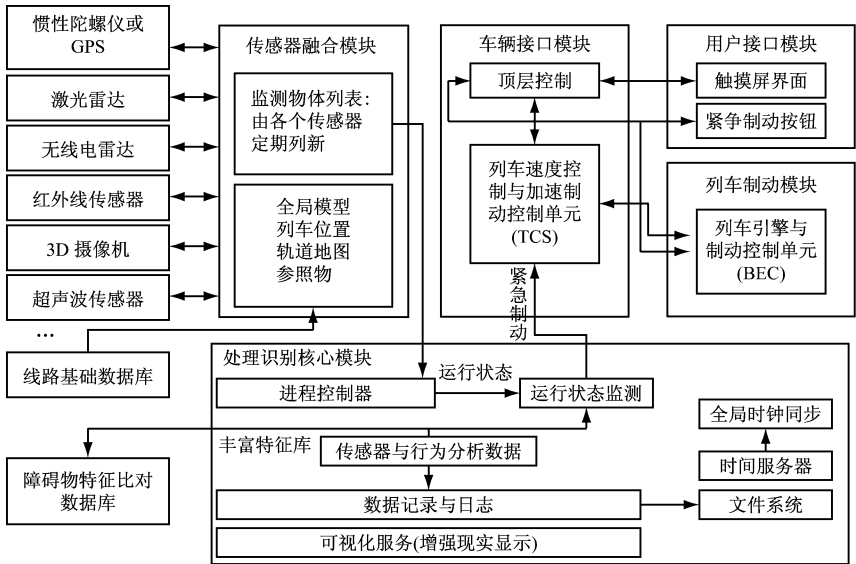 惯性陀螺仪或
GPS
激光雷达
无线电雷达
红外线传感器
3D 摄像机
超声波传感器
…
线路基础数据库
障碍物特征比对
数据库
传感器融合模块
监测物体列表：
由各个传感器
定期列新
全局模型
列车位置
轨道地图
参照物
车辆接口模块
顶层控制
列车速度控
制与加速制
动控制单元
(TCS)
紧急制动
用户接口模块
触摸屏界面
紧争制动按钮
列车制动模块
列车引擎与
制动控制单元
(BEC)
处理识别核心模块
进程控制器
运行状态
运行状态监测
丰富特征库
传感器与行为分析数据
数据记录与日志
可视化服务(增强现实显示)
全局时钟同步
时间服务器
文件系统